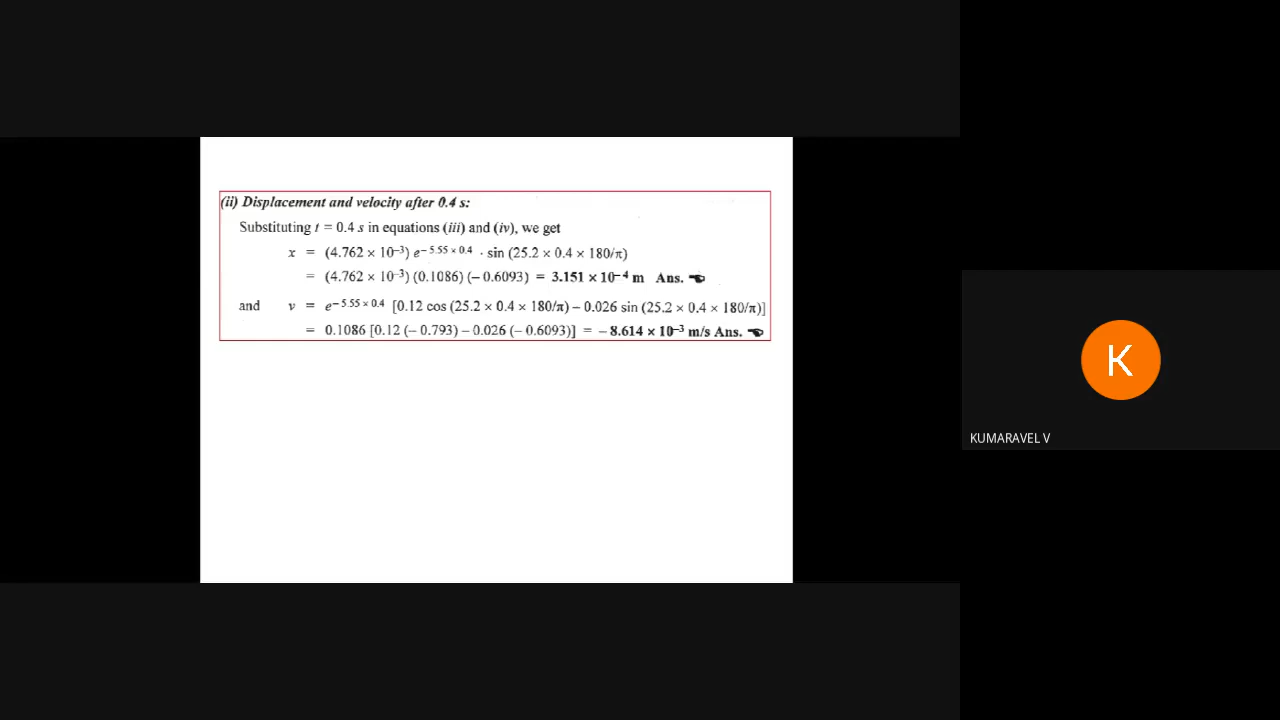 (ii) Displacement and velocity after 0.4 s:
Substituting t = 0.4 s in equations (iii) and (iv), we get
x = (4.762 × 10⁻³) e^{– 5.55 × 0.4} · sin (25.2 × 0.4 × 180/π)
= (4.762 × 10⁻³) (0.1086) (– 0.6093) = 3.151 × 10⁻⁴ m Ans.
and v = e^{– 5.55 × 0.4} [0.12 cos (25.2 × 0.4 × 180/π) – 0.026 sin (25.2 × 0.4 × 180/π)]
= 0.1086 [0.12 (– 0.793) – 0.026 (– 0.6093)] = – 8.614 × 10⁻³ m/s Ans.
K
KUMARAVEL V